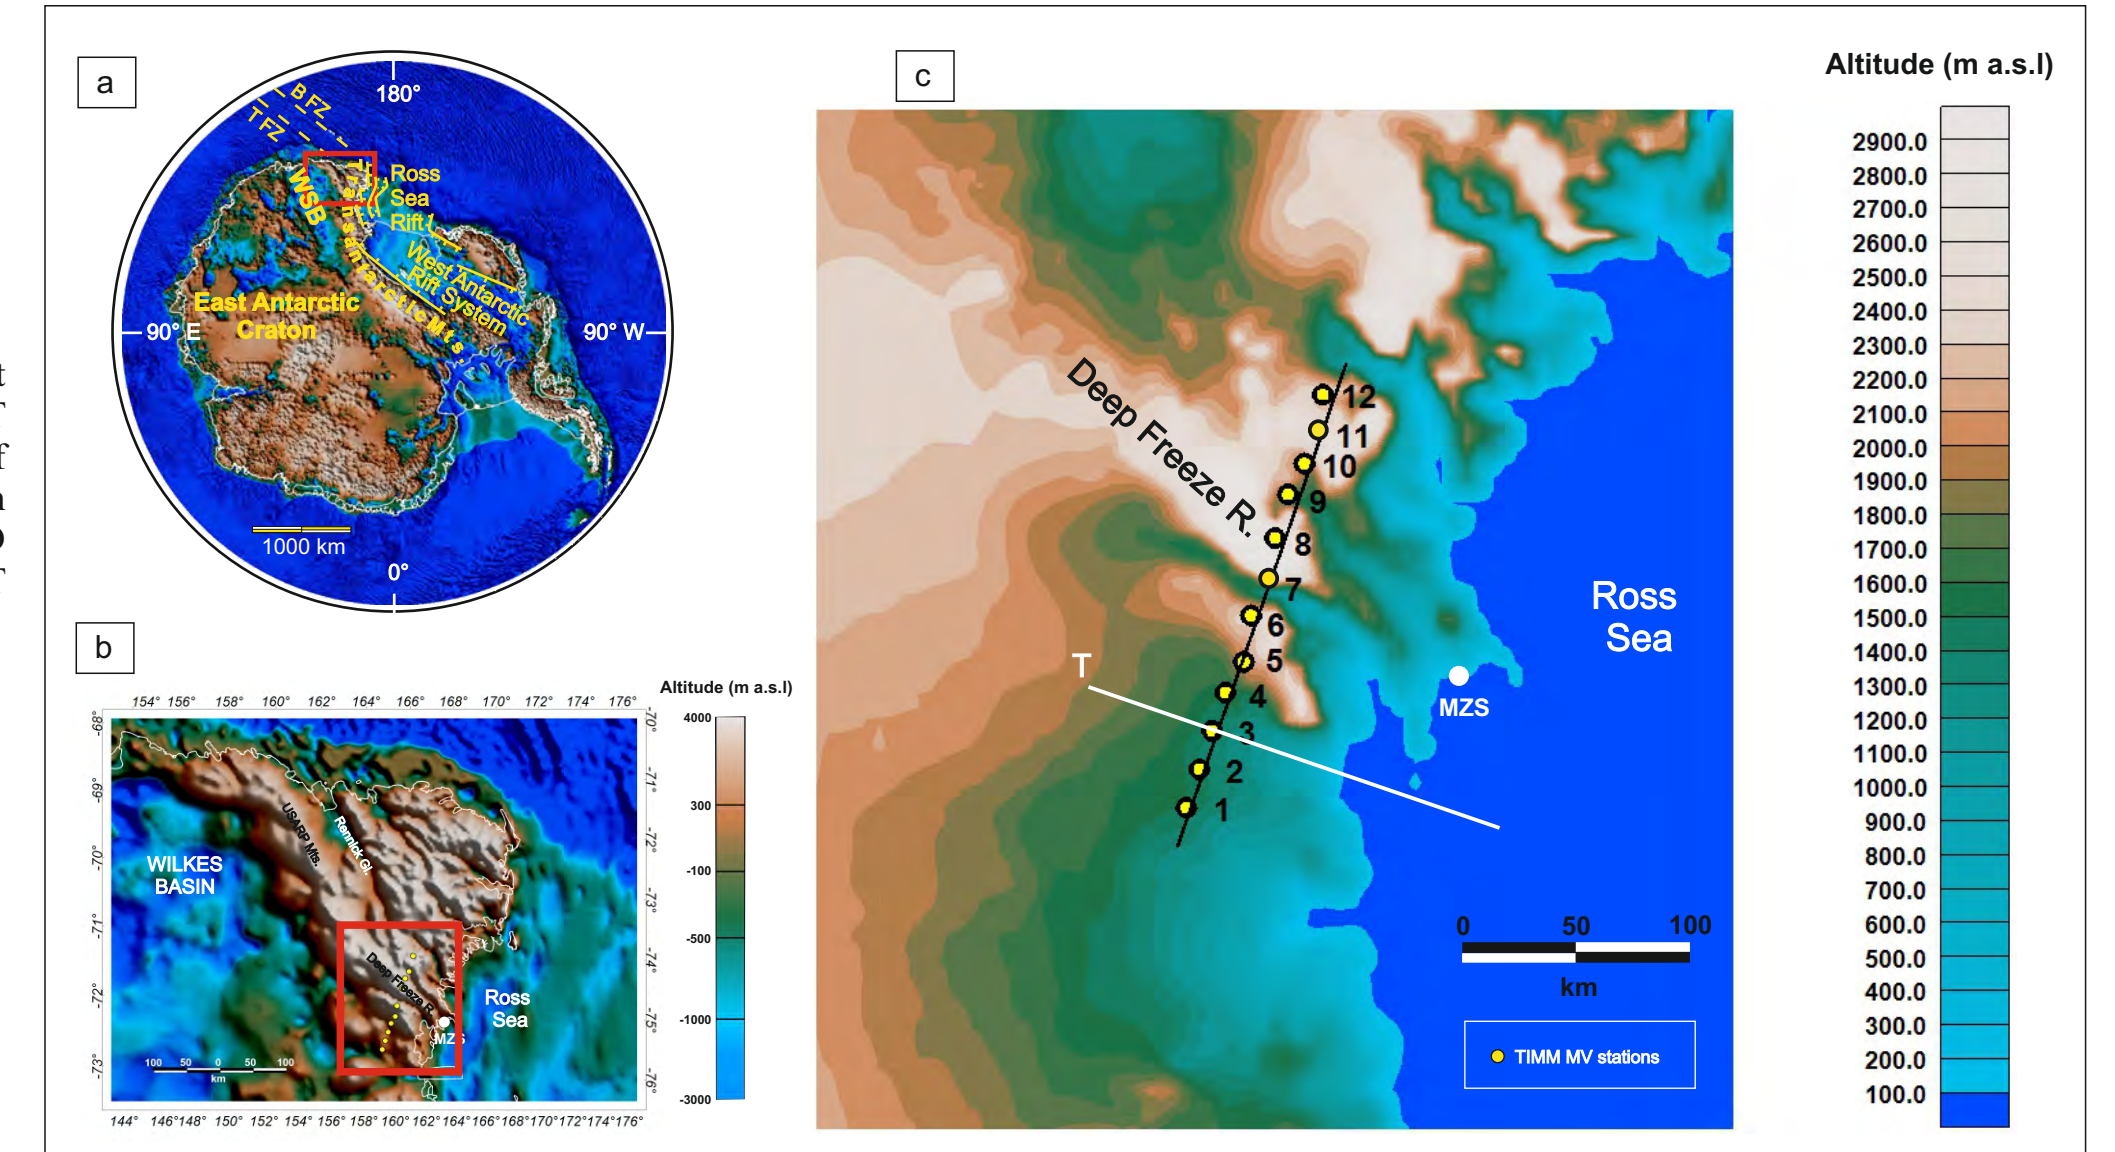 a
180°
B FZ
T FZ
WSB
Transantarctic Mts.
Ross
Sea
Rift
West Antarctic
Rift System
East Antarctic
Craton
90° E
90° W
1000 km
0°
b
154° 156° 158° 160° 162° 164° 166° 168° 170° 172° 174° 176°
-68°
-69°
-70°
-71°
-72°
-73°
-70°
-71°
-72°
-73°
-74°
-75°
-76°
USARP Mts.
Rennick Gl.
WILKES
BASIN
Deep Freeze R.
Ross
Sea
MZS
100 50 0 50 100
km
144° 146° 148° 150° 152° 154° 156° 158° 160° 162° 164° 166° 168° 170° 172° 174° 176°
Altitude (m a.s.l)
4000
300
-100
-500
-1000
-3000
c
Deep Freeze R.
12
11
10
9
8
7
6
5
4
3
2
1
T
MZS
Ross
Sea
0 50 100
km
TIMM MV stations
Altitude (m a.s.l)
2900.0
2800.0
2700.0
2600.0
2500.0
2400.0
2300.0
2200.0
2100.0
2000.0
1900.0
1800.0
1700.0
1600.0
1500.0
1400.0
1300.0
1200.0
1100.0
1000.0
900.0
800.0
700.0
600.0
500.0
400.0
300.0
200.0
100.0